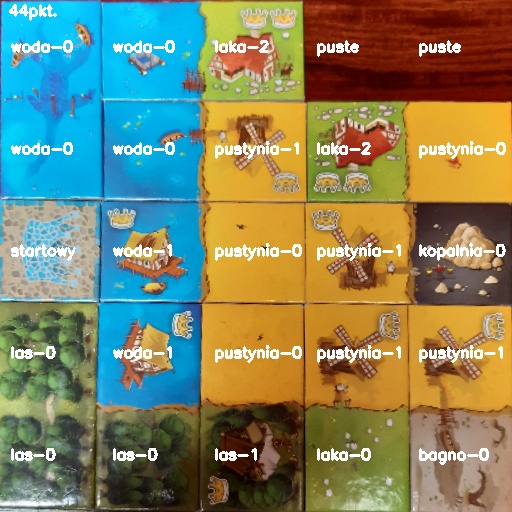 44pkt.
woda-0 woda-0 laka-2 puste puste
woda-0 woda-0 pustynia-1 laka-2 pustynia-0
startowy woda-1 pustynia-0 pustynia-1 kopalnia-0
las-0 woda-1 pustynia-0 pustynia-1 pustynia-1
las-0 las-0 las-1 laka-0 bagno-0